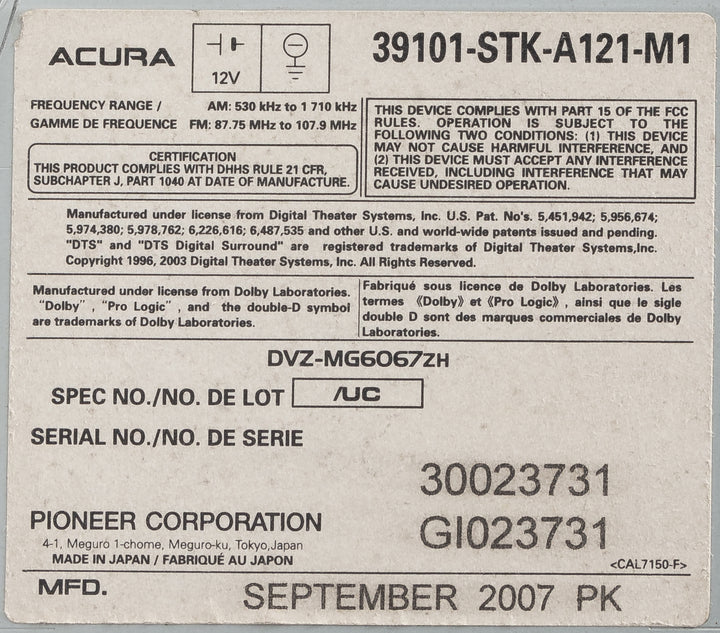 ACURA
12V
39101-STK-A121-M1
FREQUENCY RANGE / AM: 530 kHz to 1 710 kHz
GAMME DE FREQUENCE FM: 87.75 MHz to 107.9 MHz
CERTIFICATION
THIS PRODUCT COMPLIES WITH DHHS RULE 21 CFR,
SUBCHAPTER J, PART 1040 AT DATE OF MANUFACTURE.
THIS DEVICE COMPLIES WITH PART 15 OF THE FCC
RULES. OPERATION IS SUBJECT TO THE
FOLLOWING TWO CONDITIONS: (1) THIS DEVICE
MAY NOT CAUSE HARMFUL INTERFERENCE, AND
(2) THIS DEVICE MUST ACCEPT ANY INTERFERENCE
RECEIVED, INCLUDING INTERFERENCE THAT MAY
CAUSE UNDESIRED OPERATION.
Manufactured under license from Digital Theater Systems, Inc. U.S. Pat. No's. 5,451,942; 5,956,674;
5,974,380; 5,978,762; 6,226,616; 6,487,535 and other U.S. and world-wide patents issued and pending.
"DTS" and "DTS Digital Surround" are registered trademarks of Digital Theater Systems,Inc.
Copyright 1996, 2003 Digital Theater Systems, Inc. All Rights Reserved.
Manufactured under license from Dolby Laboratories.
"Dolby", "Pro Logic", and the double-D symbol
are trademarks of Dolby Laboratories.
Fabriqué sous licence de Dolby Laboratories. Les
termes 《Dolby》 et 《Pro Logic》, ainsi que le sigle
double D sont des marques commerciales de Dolby
Laboratories.
DVZ-MG6067ZH
SPEC NO./NO. DE LOT /UC
SERIAL NO./NO. DE SERIE
30023731
PIONEER CORPORATION GI023731
4-1, Meguro 1-chome, Meguro-ku, Tokyo,Japan
MADE IN JAPAN / FABRIQUÉ AU JAPON <CAL7150-F>
MFD. SEPTEMBER 2007 PK